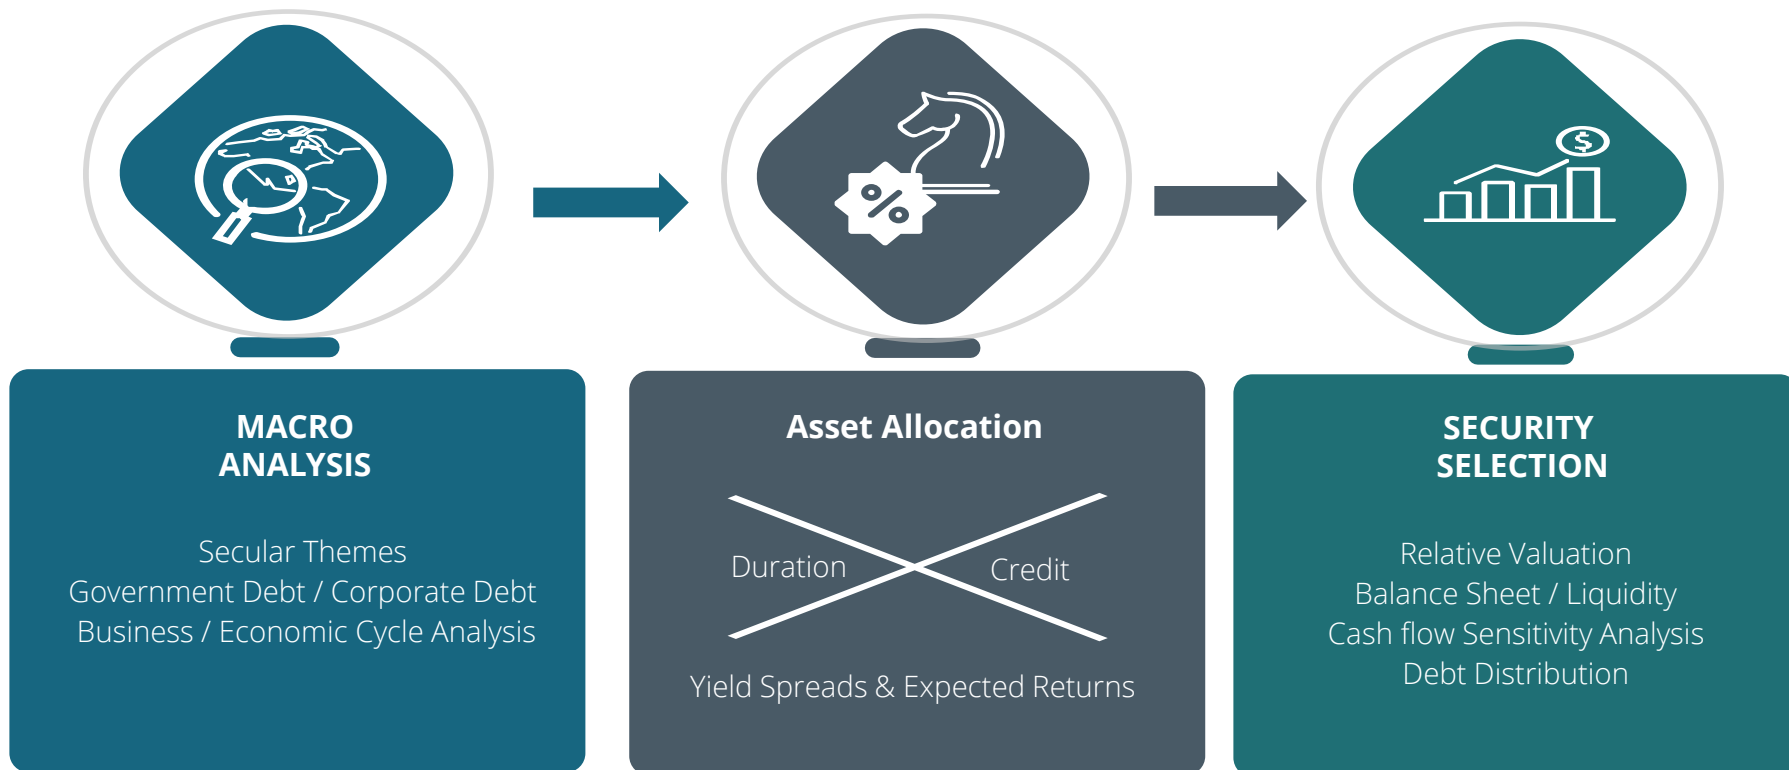 MACRO
ANALYSIS
Secular Themes
Government Debt / Corporate Debt
Business / Economic Cycle Analysis
%
Asset Allocation
Duration
Credit
Yield Spreads & Expected Returns
$
SECURITY
SELECTION
Relative Valuation
Balance Sheet / Liquidity
Cash flow Sensitivity Analysis
Debt Distribution